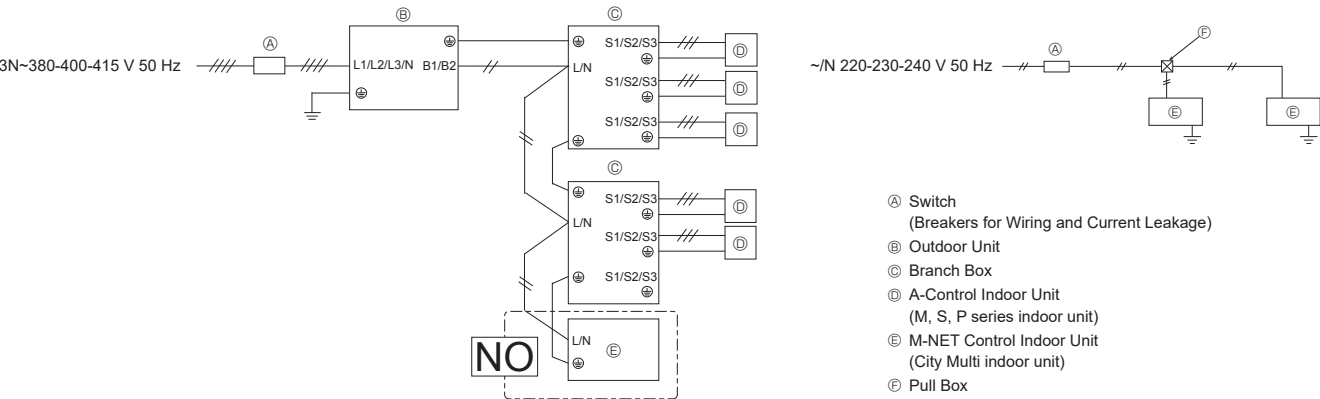 3N~380-400-415 V 50 Hz
Ⓐ
Ⓑ
L1/L2/L3/N B1/B2
Ⓒ
L/N
S1/S2/S3
Ⓓ
S1/S2/S3
Ⓓ
S1/S2/S3
Ⓓ
Ⓒ
L/N
S1/S2/S3
Ⓓ
S1/S2/S3
Ⓓ
S1/S2/S3
NO
L/N
Ⓔ
~/N 220-230-240 V 50 Hz
Ⓐ
Ⓕ
Ⓔ
Ⓔ
Ⓐ Switch
(Breakers for Wiring and Current Leakage)
Ⓑ Outdoor Unit
Ⓒ Branch Box
Ⓓ A-Control Indoor Unit
(M, S, P series indoor unit)
Ⓔ M-NET Control Indoor Unit
(City Multi indoor unit)
Ⓕ Pull Box